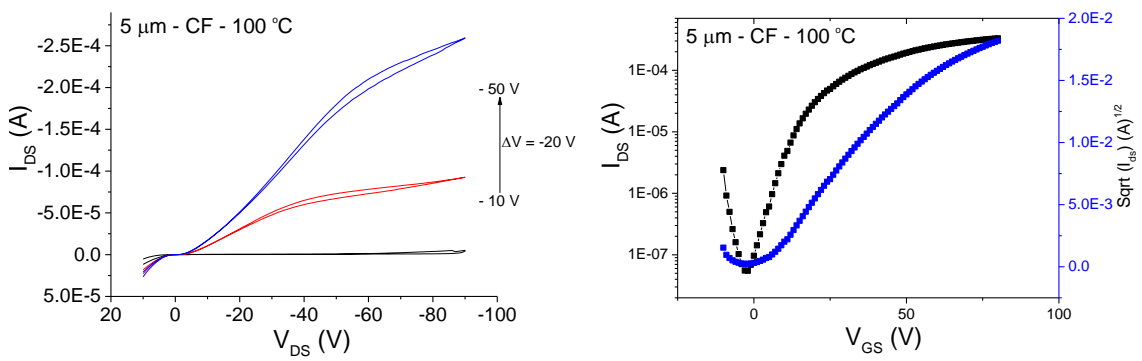 5 μm - CF - 100 °C
-2.5E-4
-2.0E-4
-1.5E-4
-1.0E-4
-5.0E-5
0.0
5.0E-5
I_DS (A)
20 0 -20 -40 -60 -80 -100
V_DS (V)
- 50 V
ΔV = -20 V
- 10 V
5 μm - CF - 100 °C
1E-04
1E-05
1E-06
1E-07
I_DS (A)
0 50 100
V_GS (V)
2.0E-2
1.5E-2
1.0E-2
5.0E-3
0.0
Sqrt (I_ds) (A)^1/2